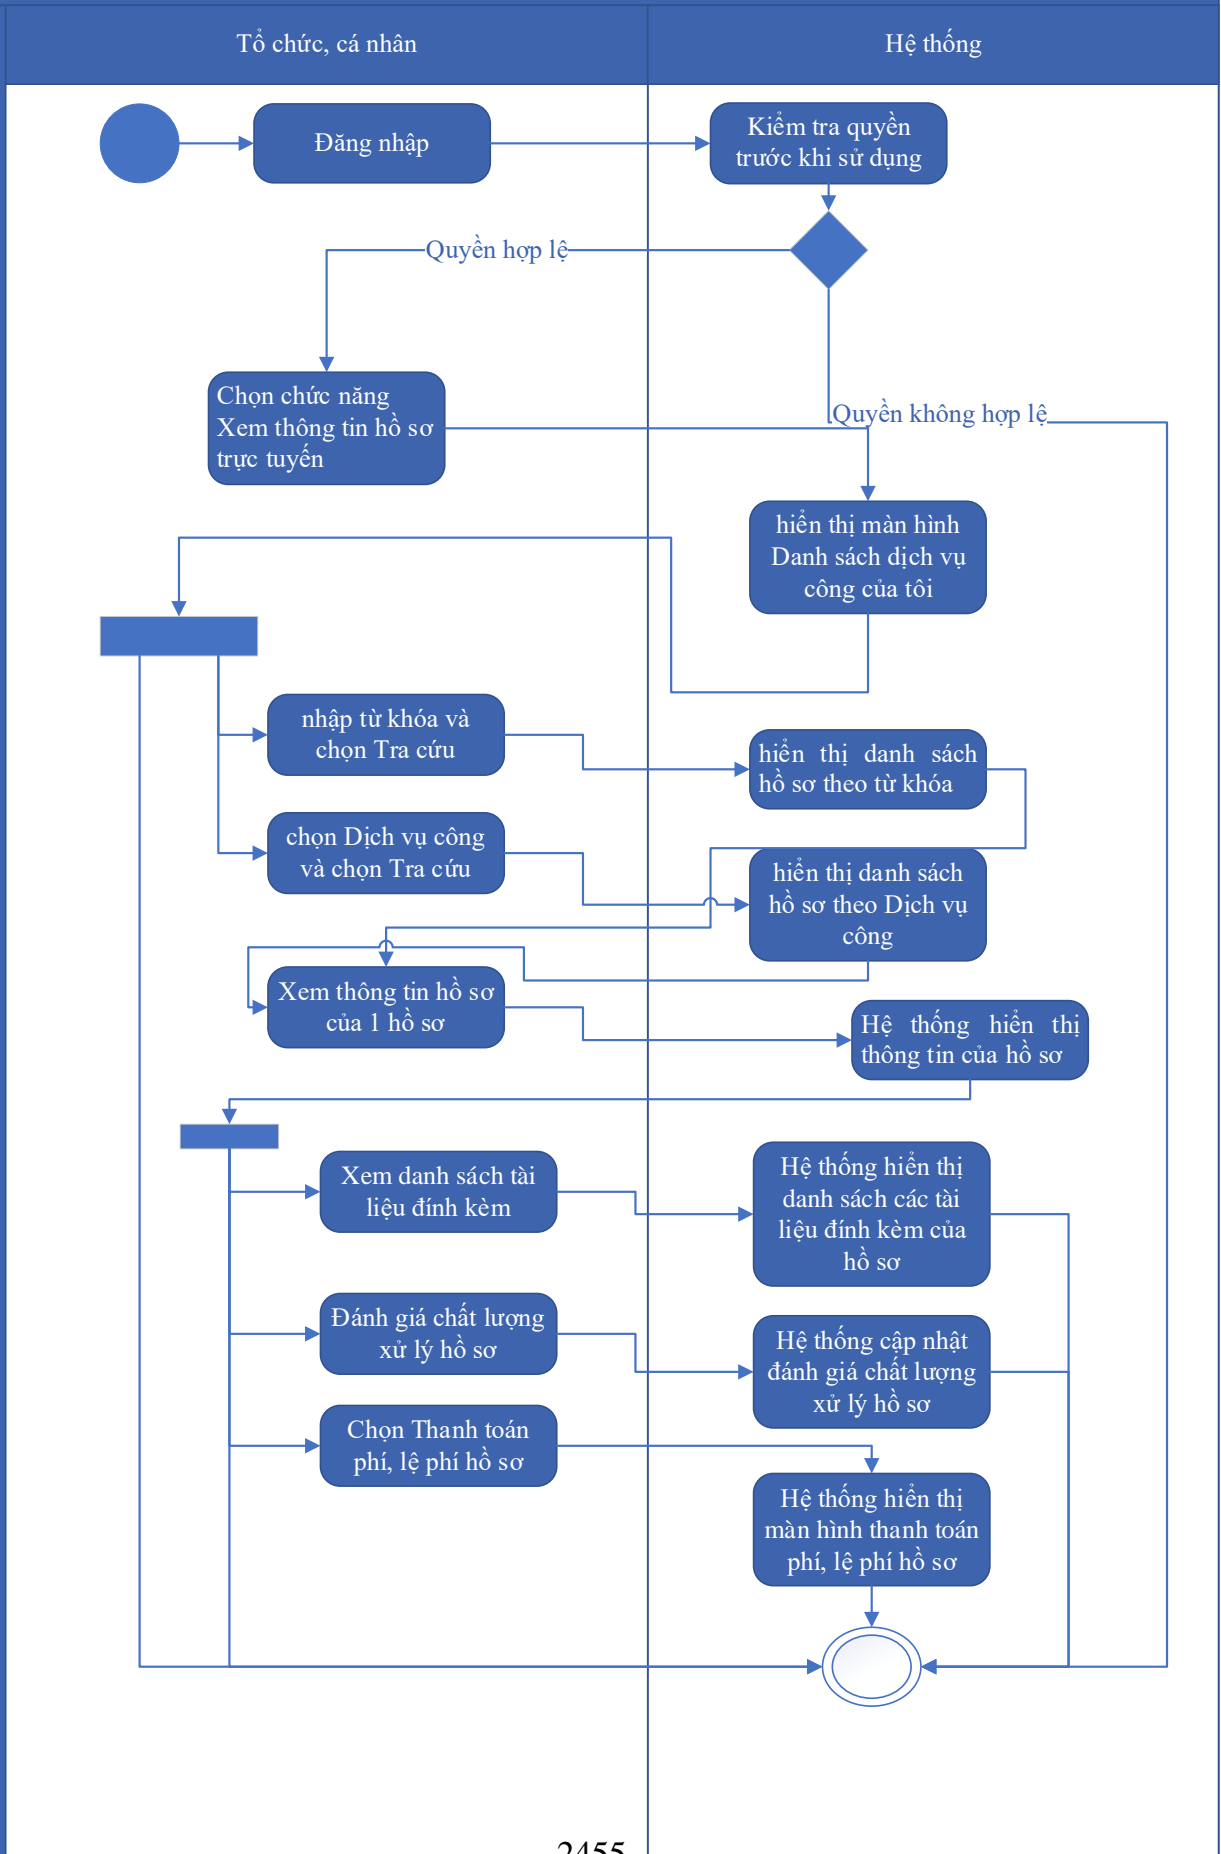 Tổ chức, cá nhân
Hệ thống
Đăng nhập
Kiểm tra quyền
trước khi sử dụng
Quyền hợp lệ
Chọn chức năng
Xem thông tin hồ sơ
trực tuyến
Quyền không hợp lệ
hiển thị màn hình
Danh sách dịch vụ
công của tôi
nhập từ khóa và
chọn Tra cứu
hiển thị danh sách
hồ sơ theo từ khóa
chọn Dịch vụ công
và chọn Tra cứu
hiển thị danh sách
hồ sơ theo Dịch vụ
công
Xem thông tin hồ sơ
của 1 hồ sơ
Hệ thống hiển thị
thông tin của hồ sơ
Xem danh sách tài
liệu đính kèm
Hệ thống hiển thị
danh sách các tài
liệu đính kèm của
hồ sơ
Đánh giá chất lượng
xử lý hồ sơ
Hệ thống cập nhật
đánh giá chất lượng
xử lý hồ sơ
Chọn Thanh toán
phí, lệ phí hồ sơ
Hệ thống hiển thị
màn hình thanh toán
phí, lệ phí hồ sơ
2455